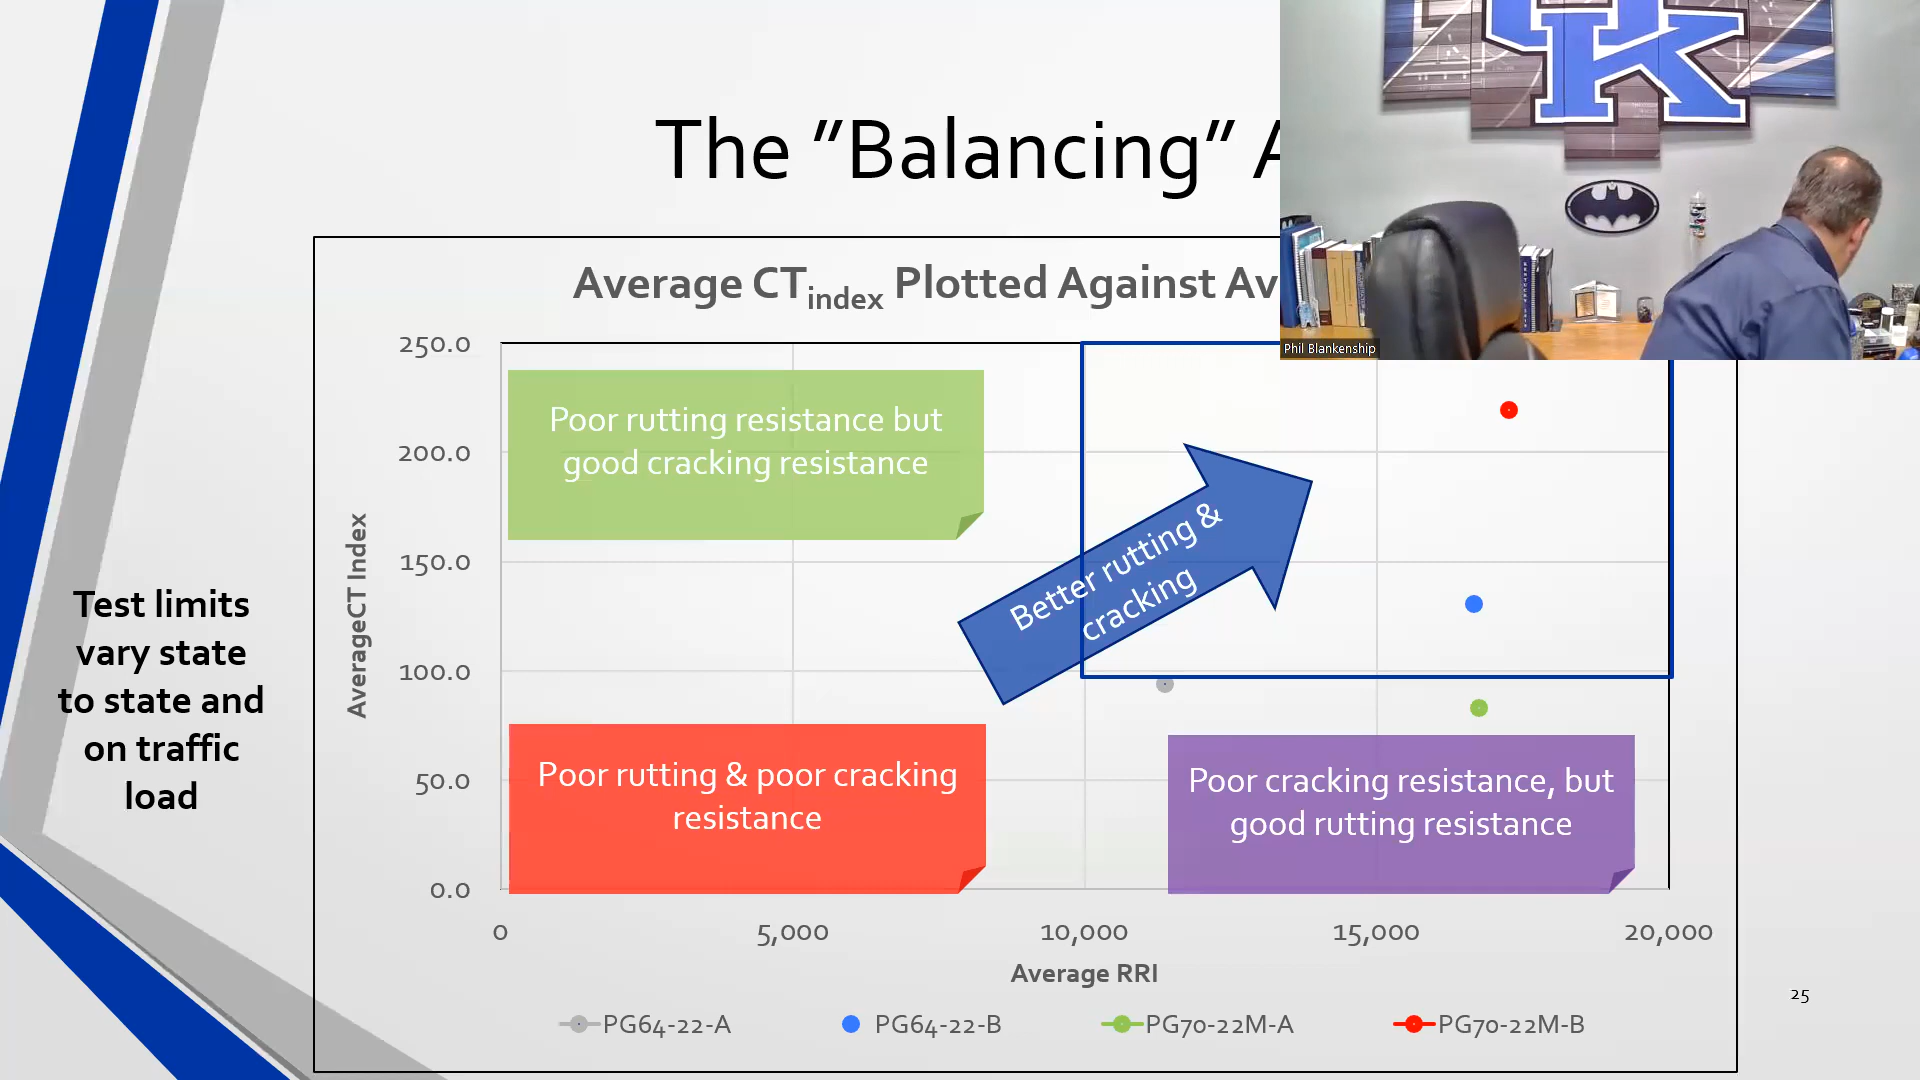 The "Balancing"
Average CTindex Plotted Against
Phil Blankenship
250.0
200.0
150.0
100.0
50.0
0.0
AverageCT Index
Poor rutting resistance but
good cracking resistance
Better rutting &
cracking
Test limits
vary state
to state and
on traffic
load
Poor rutting & poor cracking
resistance
Poor cracking resistance, but
good rutting resistance
0 5,000 10,000 15,000 20,000
Average RRI
25
PG64-22-A PG64-22-B PG70-22M-A PG70-22M-B